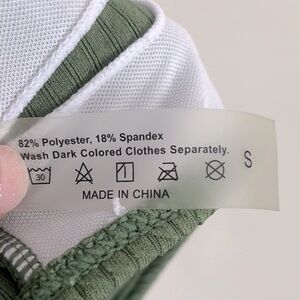 82% Polyester, 18% Spandex
Wash Dark Colored Clothes Separately.
30
S
MADE IN CHINA